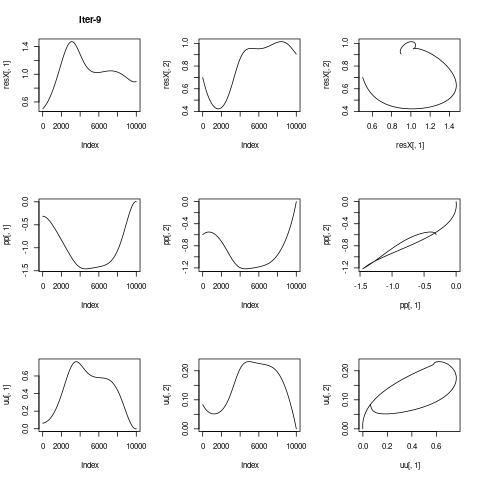 Iter-9
resX[, 1]
0.6 1.0 1.4
0 2000 6000 10000
Index
resX[, 2]
0.4 0.6 0.8 1.0
0 2000 6000 10000
Index
resX[, 2]
0.4 0.6 0.8 1.0
0.6 0.8 1.0 1.2 1.4
resX[, 1]
pp[, 1]
-1.5 -1.0 -0.5 0.0
0 2000 6000 10000
Index
pp[, 2]
-1.2 -0.8 -0.4 0.0
0 2000 6000 10000
Index
pp[, 2]
-1.2 -0.8 -0.4 0.0
-1.5 -1.0 -0.5 0.0
pp[, 1]
uu[, 1]
0.0 0.2 0.4 0.6
0 2000 6000 10000
Index
uu[, 2]
0.00 0.10 0.20
0 2000 6000 10000
Index
uu[, 2]
0.00 0.10 0.20
0.0 0.2 0.4 0.6
uu[, 1]